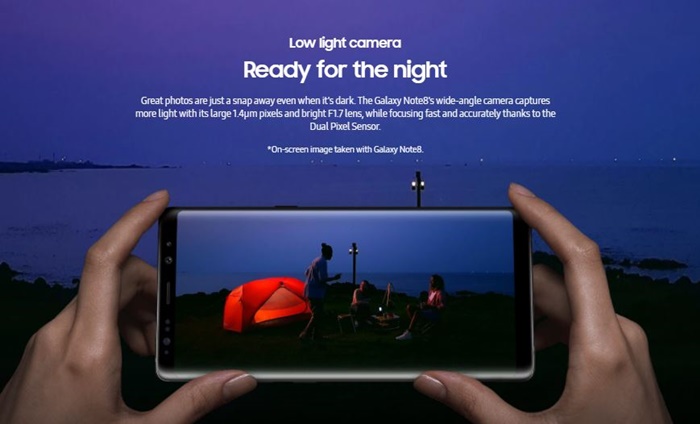 Low light camera
Ready for the night
Great photos are just a snap away even when it's dark. The Galaxy Note8's wide-angle camera captures
more light with its large 1.4μm pixels and bright F1.7 lens, while focusing fast and accurately thanks to the
Dual Pixel Sensor.
*On-screen image taken with Galaxy Note8.